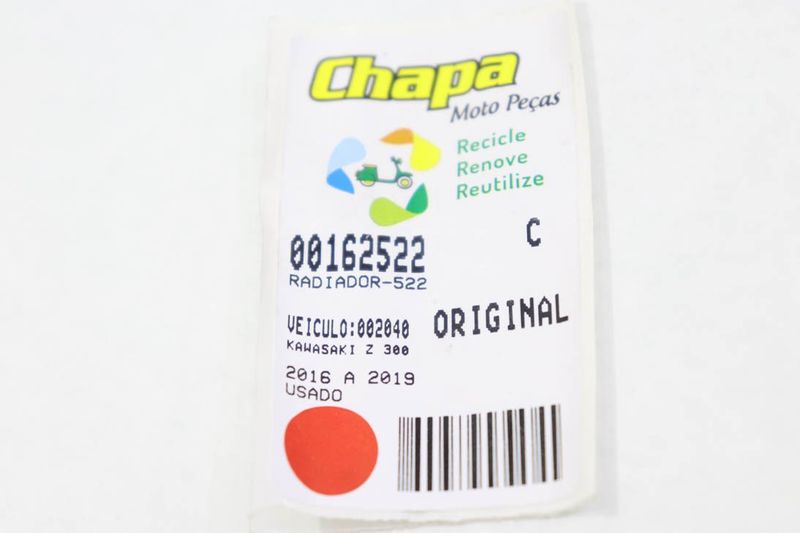 Chapa
Moto Peças
Recicle
Renove
Reutilize
C
00162522
RADIADOR-522
VEICULO:002040
ORIGINAL
KAWASAKI Z 300
2016 A 2019
USADO